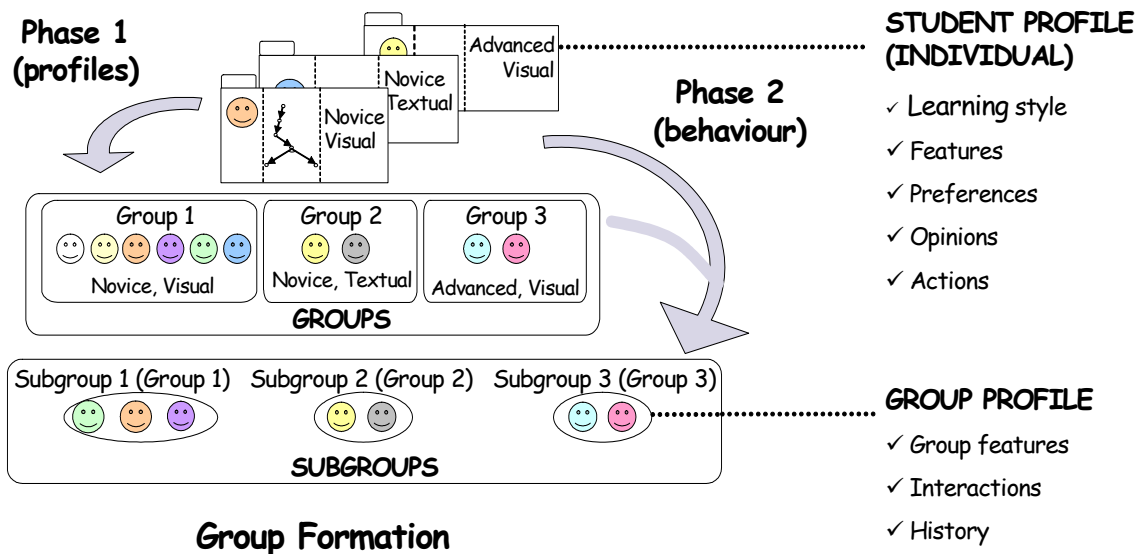 Phase 1
(profiles)
Advanced
Visual
Novice
Textual
Novice
Visual
Phase 2
(behaviour)
STUDENT PROFILE
(INDIVIDUAL)
✓ Learning style
✓ Features
✓ Preferences
✓ Opinions
✓ Actions
Group 1
Novice, Visual
Group 2
Novice, Textual
Group 3
Advanced, Visual
GROUPS
Subgroup 1 (Group 1)
Subgroup 2 (Group 2)
Subgroup 3 (Group 3)
SUBGROUPS
GROUP PROFILE
✓ Group features
✓ Interactions
✓ History
Group Formation